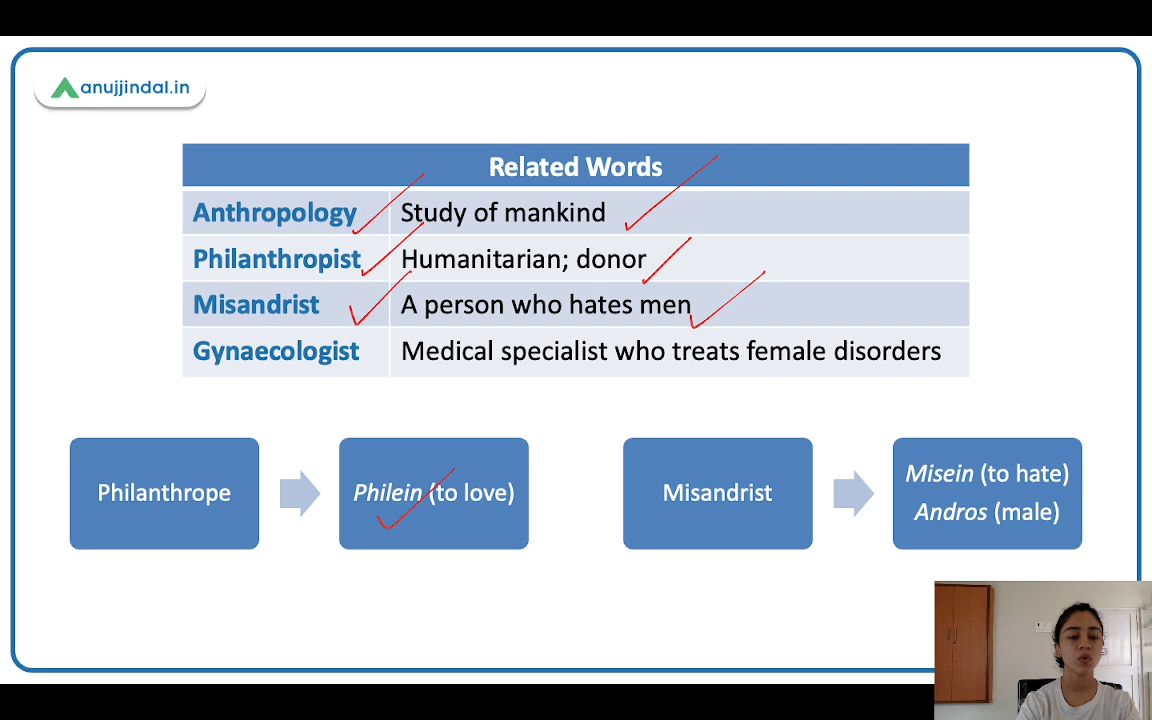 anujjindal.in
Related Words
Anthropology Study of mankind
Philanthropist Humanitarian; donor
Misandrist A person who hates men
Gynaecologist Medical specialist who treats female disorders
Philanthrope
Philein (to love)
Misandrist
Misein (to hate)
Andros (male)